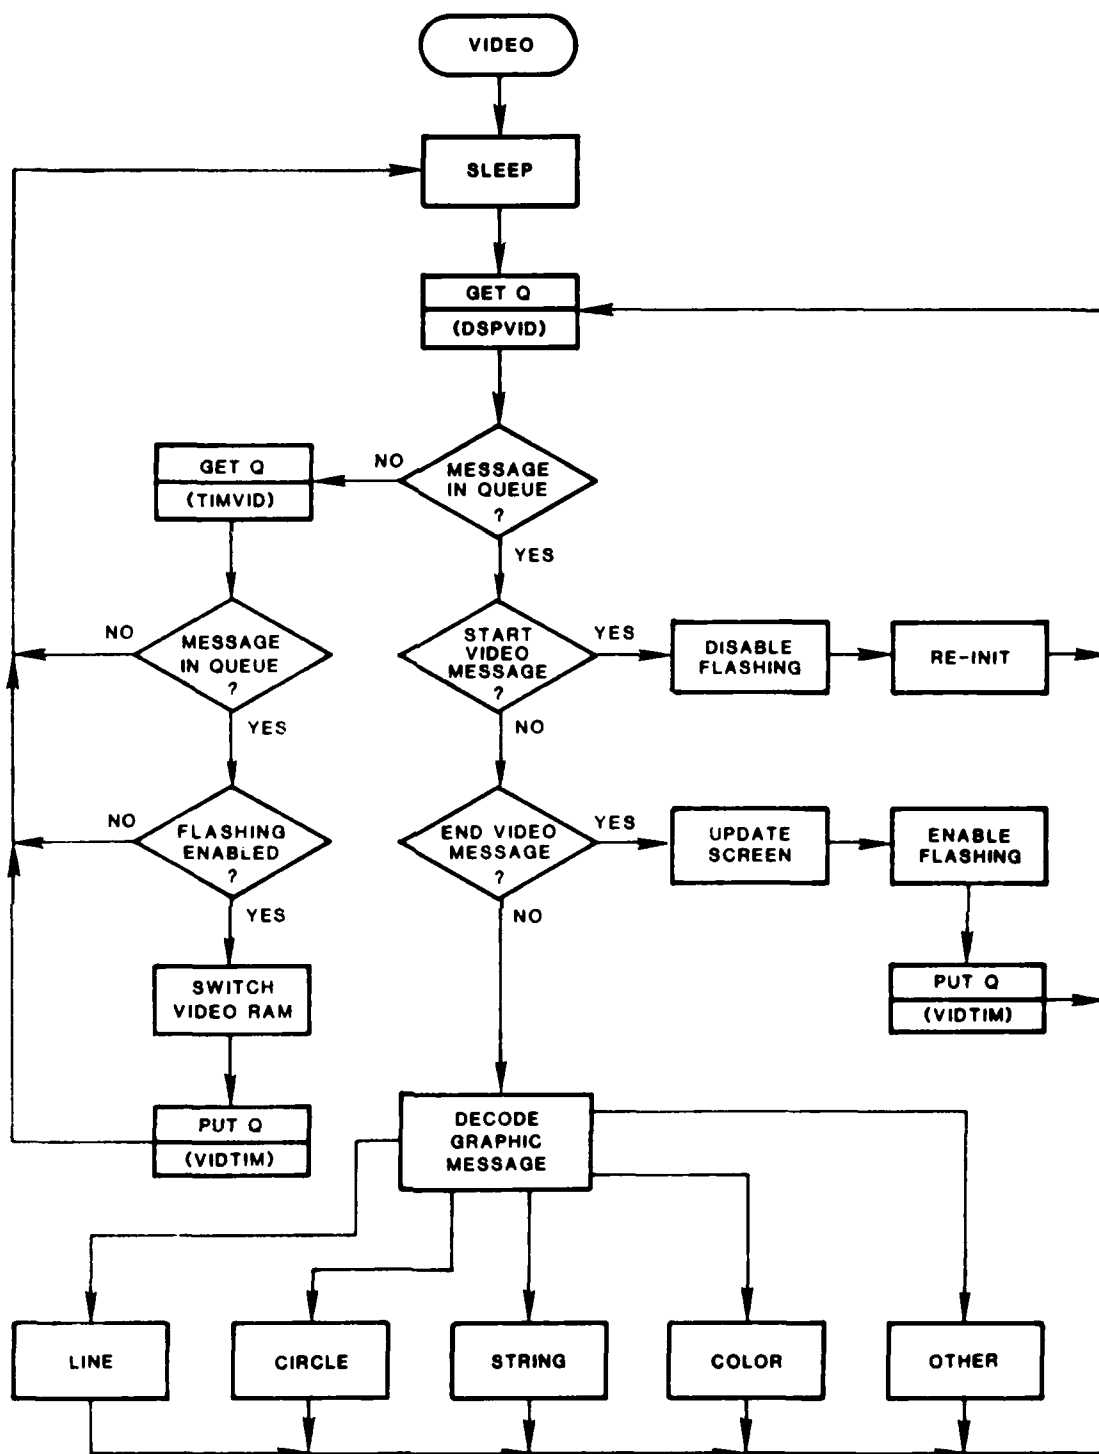 VIDEO
SLEEP
GET Q
(DSPVID)
MESSAGE
IN QUEUE
?
NO
YES
GET Q
(TIMVID)
MESSAGE
IN QUEUE
?
NO
YES
START
VIDEO
MESSAGE
?
YES
NO
DISABLE
FLASHING
RE-INIT
FLASHING
ENABLED
?
NO
YES
END VIDEO
MESSAGE
?
YES
NO
UPDATE
SCREEN
ENABLE
FLASHING
SWITCH
VIDEO RAM
PUT Q
(VIDTIM)
PUT Q
(VIDTIM)
DECODE
GRAPHIC
MESSAGE
LINE
CIRCLE
STRING
COLOR
OTHER